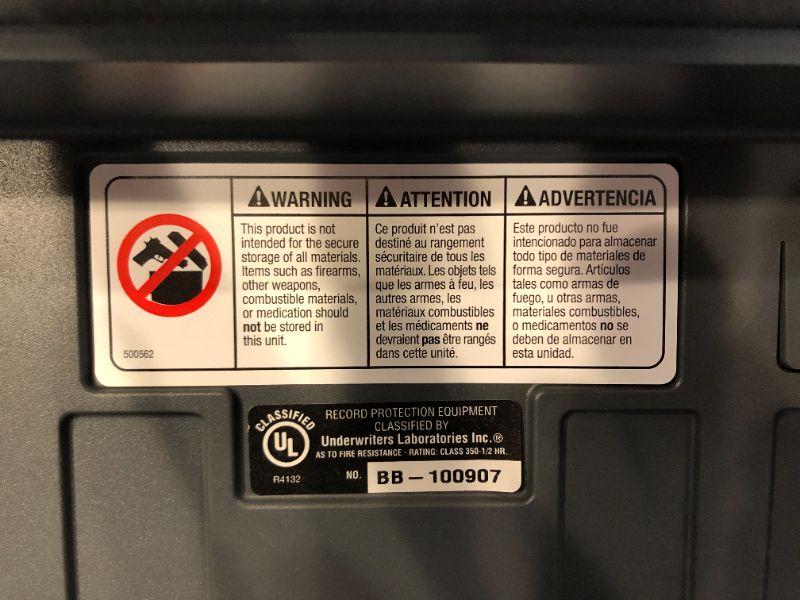 WARNING
This product is not
intended for the secure
storage of all materials.
Items such as firearms,
other weapons,
combustible materials,
or medication should
not be stored in
this unit.
ATTENTION
Ce produit n'est pas
destiné au rangement
sécuritaire de tous les
matériaux. Les objets tels
que les armes à feu, les
autres armes, les
matériaux combustibles
et les médicaments ne
devraient pas être rangés
dans cette unité.
ADVERTENCIA
Este producto no fue
intencionado para almacenar
todo tipo de materiales de
forma segura. Artículos
tales como armas de
fuego, u otras armas,
materiales combustibles,
o medicamentos no se
deben de almacenar en
esta unidad.
500562
CLASSIFIED
UL
R4132
RECORD PROTECTION EQUIPMENT
CLASSIFIED BY
Underwriters Laboratories Inc.®
AS TO FIRE RESISTANCE - RATING: CLASS 350-1/2 HR.
NO. BB-100907